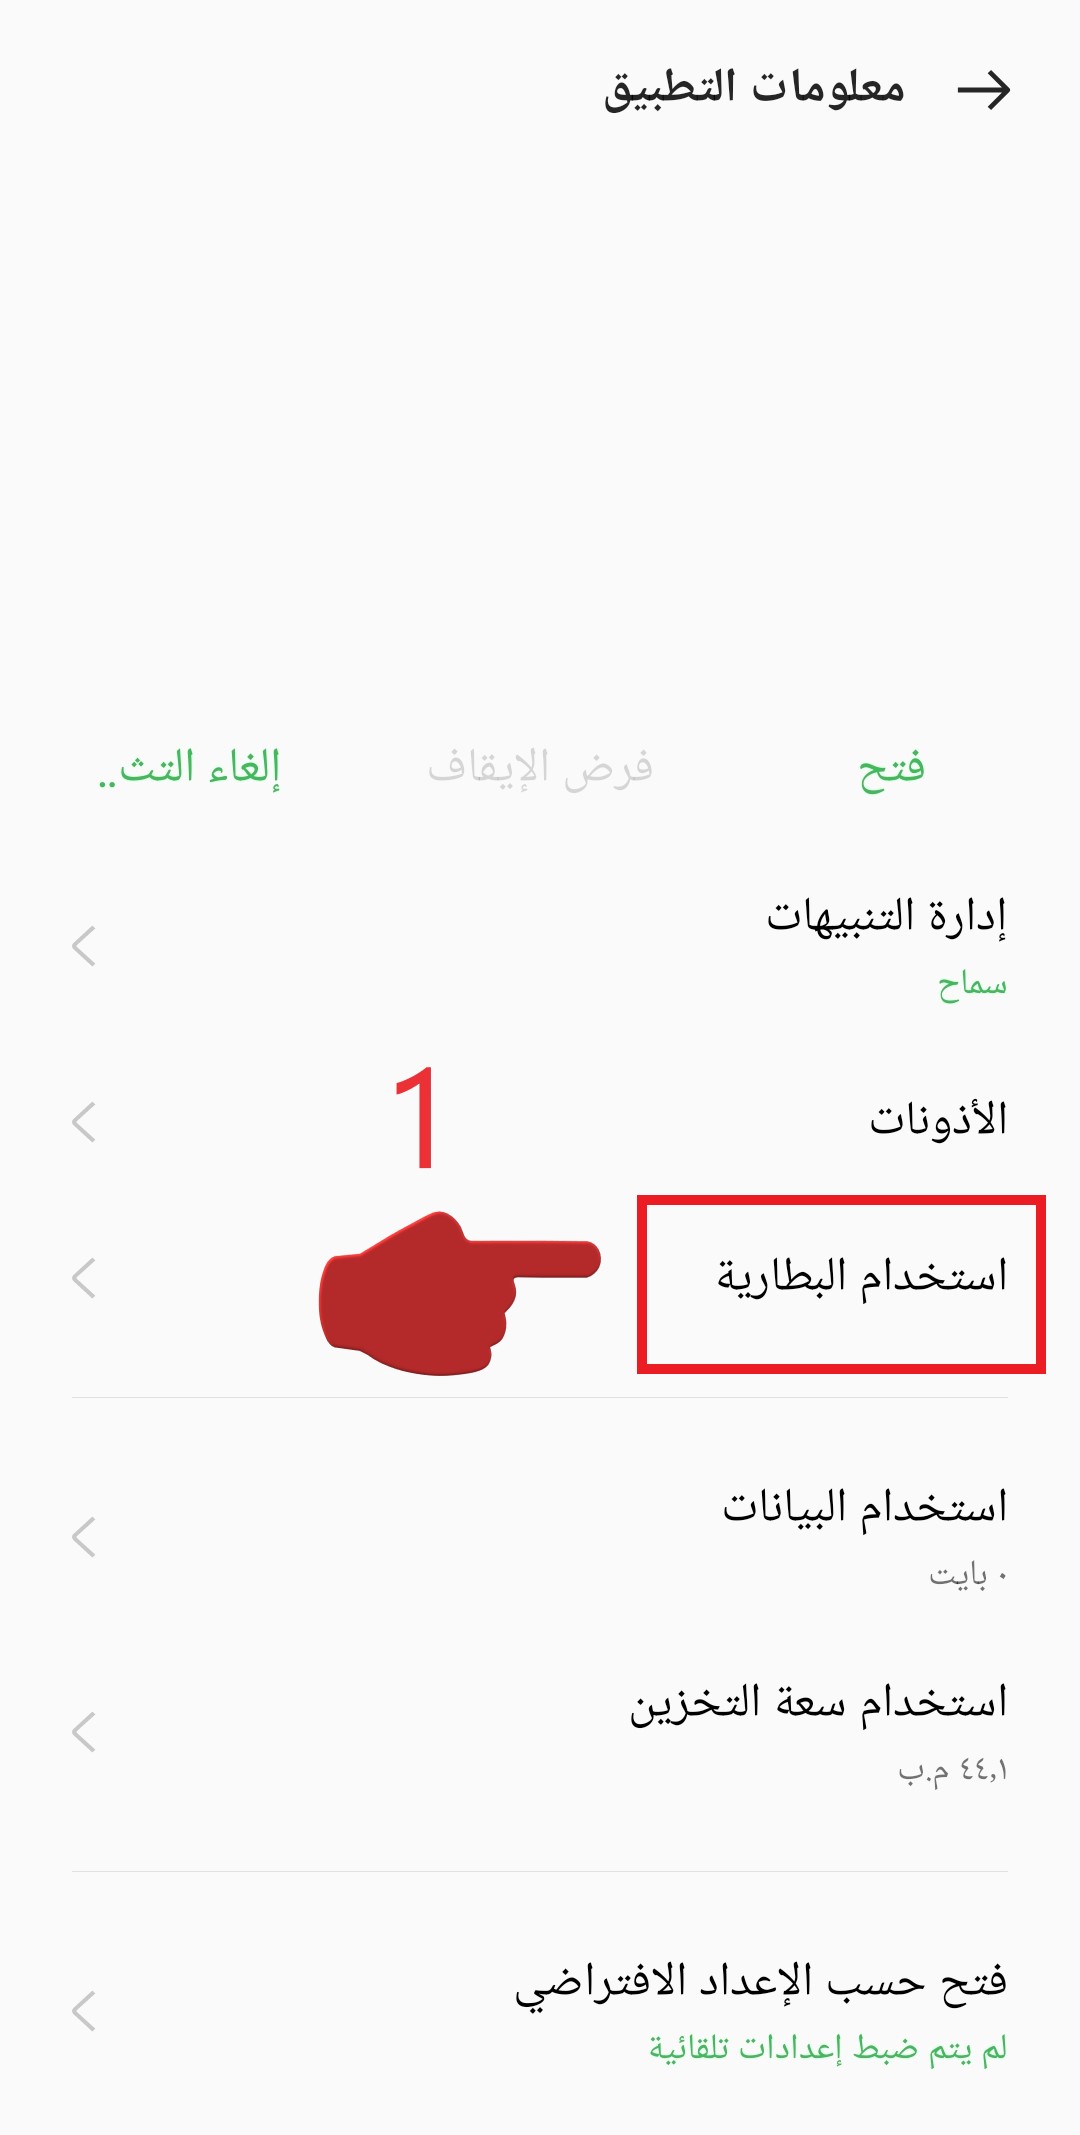 معلومات التطبيق
فتح
فرض الإيقاف
إلغاء التث..
إدارة التنبيهات
سماح
1
الأذونات
استخدام البطارية
استخدام البيانات
٠ بايت
استخدام سعة التخزين
٤٤,١ م.ب
فتح حسب الإعداد الافتراضي
لم يتم ضبط إعدادات تلقائية